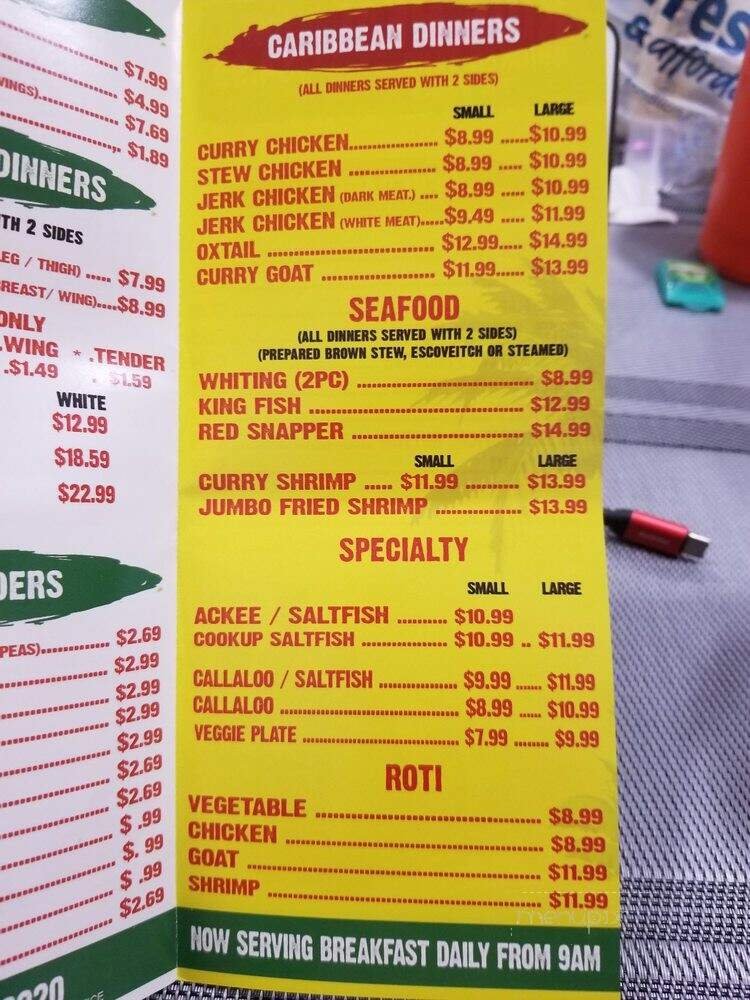 $7.99
$4.99
WINGS).... $7.69
$1.89
DINNERS
TH 2 SIDES
LEG / THIGH) ..... $7.99
BREAST/ WING)....$8.99
ONLY
.WING * .TENDER
.$1.49 . $1.59
WHITE
$12.99
$18.59
$22.99
DERS
PEAS)............. $2.69
$2.99
$2.99
$2.99
$2.99
$2.69
$2.69
$ .99
$. 99
$ .99
$2.69
CARIBBEAN DINNERS
(ALL DINNERS SERVED WITH 2 SIDES)
SMALL LARGE
CURRY CHICKEN.................... $8.99 ......$10.99
STEW CHICKEN .................... $8.99 ..... $10.99
JERK CHICKEN (DARK MEAT.) .... $8.99 ..... $10.99
JERK CHICKEN (WHITE MEAT).....$9.49 ..... $11.99
OXTAIL ..................................... $12.99..... $14.99
CURRY GOAT ........................... $11.99...... $13.99
SEAFOOD
(ALL DINNERS SERVED WITH 2 SIDES)
(PREPARED BROWN STEW, ESCOVEITCH OR STEAMED)
WHITING (2PC) ....................................... $8.99
KING FISH ................................................ $12.99
RED SNAPPER ...................................... $14.99
SMALL LARGE
CURRY SHRIMP ..... $11.99 .......... $13.99
JUMBO FRIED SHRIMP ................ $13.99
SPECIALTY
SMALL LARGE
ACKEE / SALTFISH .......... $10.99
COOKUP SALTFISH .................. $10.99 .. $11.99
CALLALOO / SALTFISH ................ $9.99 ...... $11.99
CALLALOO ..................................... $8.99 ..... $10.99
VEGGIE PLATE ................................ $7.99 ........ $9.99
ROTI
VEGETABLE ................................................ $8.99
CHICKEN ..................................................... $8.99
GOAT ............................................................ $11.99
SHRIMP ........................................................ $11.99
NOW SERVING BREAKFAST DAILY FROM 9AM